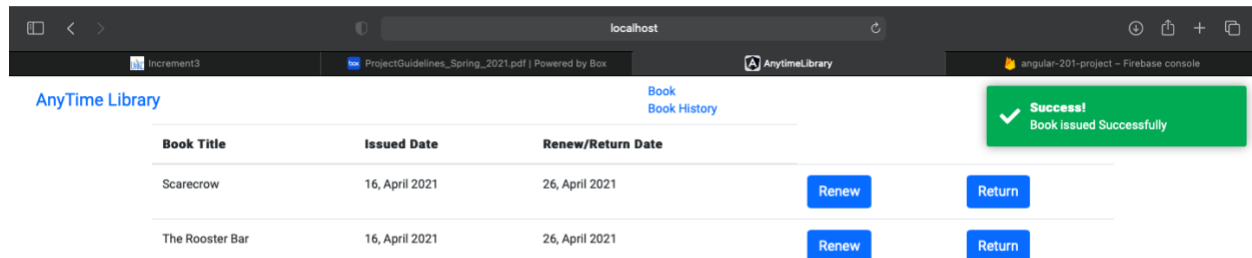 localhost
Increment3
box ProjectGuidelines_Spring_2021.pdf | Powered by Box
AnytimeLibrary
angular-201-project – Firebase console
AnyTime Library
Book
Book History
Success!
Book issued Successfully
Book Title Issued Date Renew/Return Date
Scarecrow 16, April 2021 26, April 2021 Renew Return
The Rooster Bar 16, April 2021 26, April 2021 Renew Return